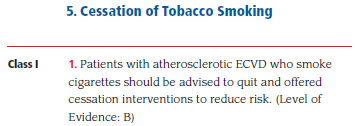 5. Cessation of Tobacco Smoking
Class I 1. Patients with atherosclerotic ECVD who smoke
cigarettes should be advised to quit and offered
cessation interventions to reduce risk. (Level of
Evidence: B)